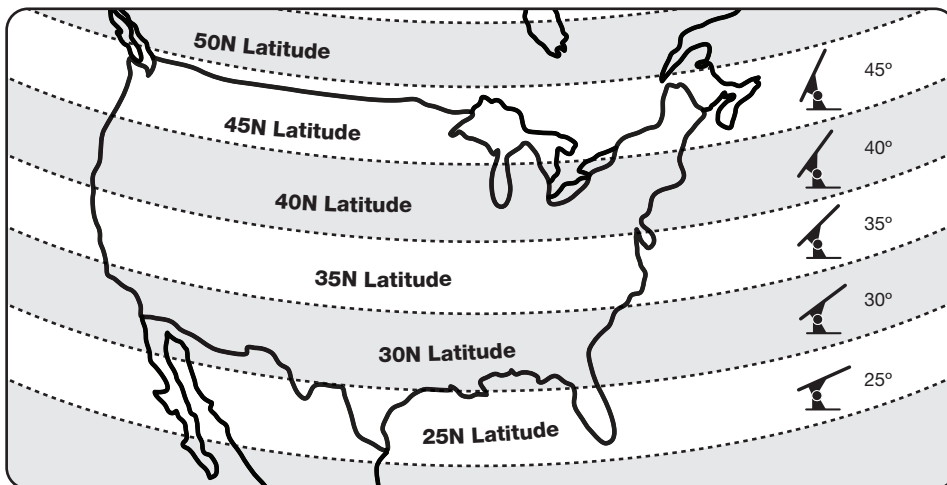 50N Latitude
45º
45N Latitude
40º
40N Latitude
35º
35N Latitude
30º
30N Latitude
25º
25N Latitude